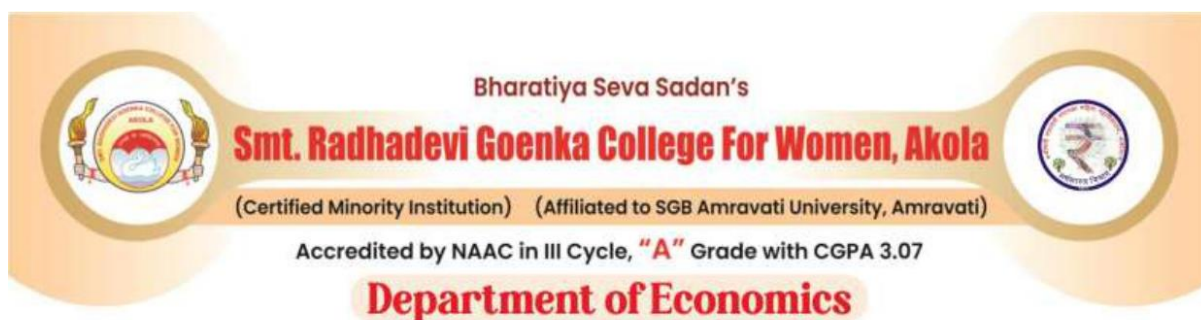 Bharatiya Seva Sadan's
Smt. Radhadevi Goenka College For Women, Akola
(Certified Minority Institution) (Affiliated to SGB Amravati University, Amravati)
Accredited by NAAC in III Cycle, "A" Grade with CGPA 3.07
Department of Economics
AKOLA